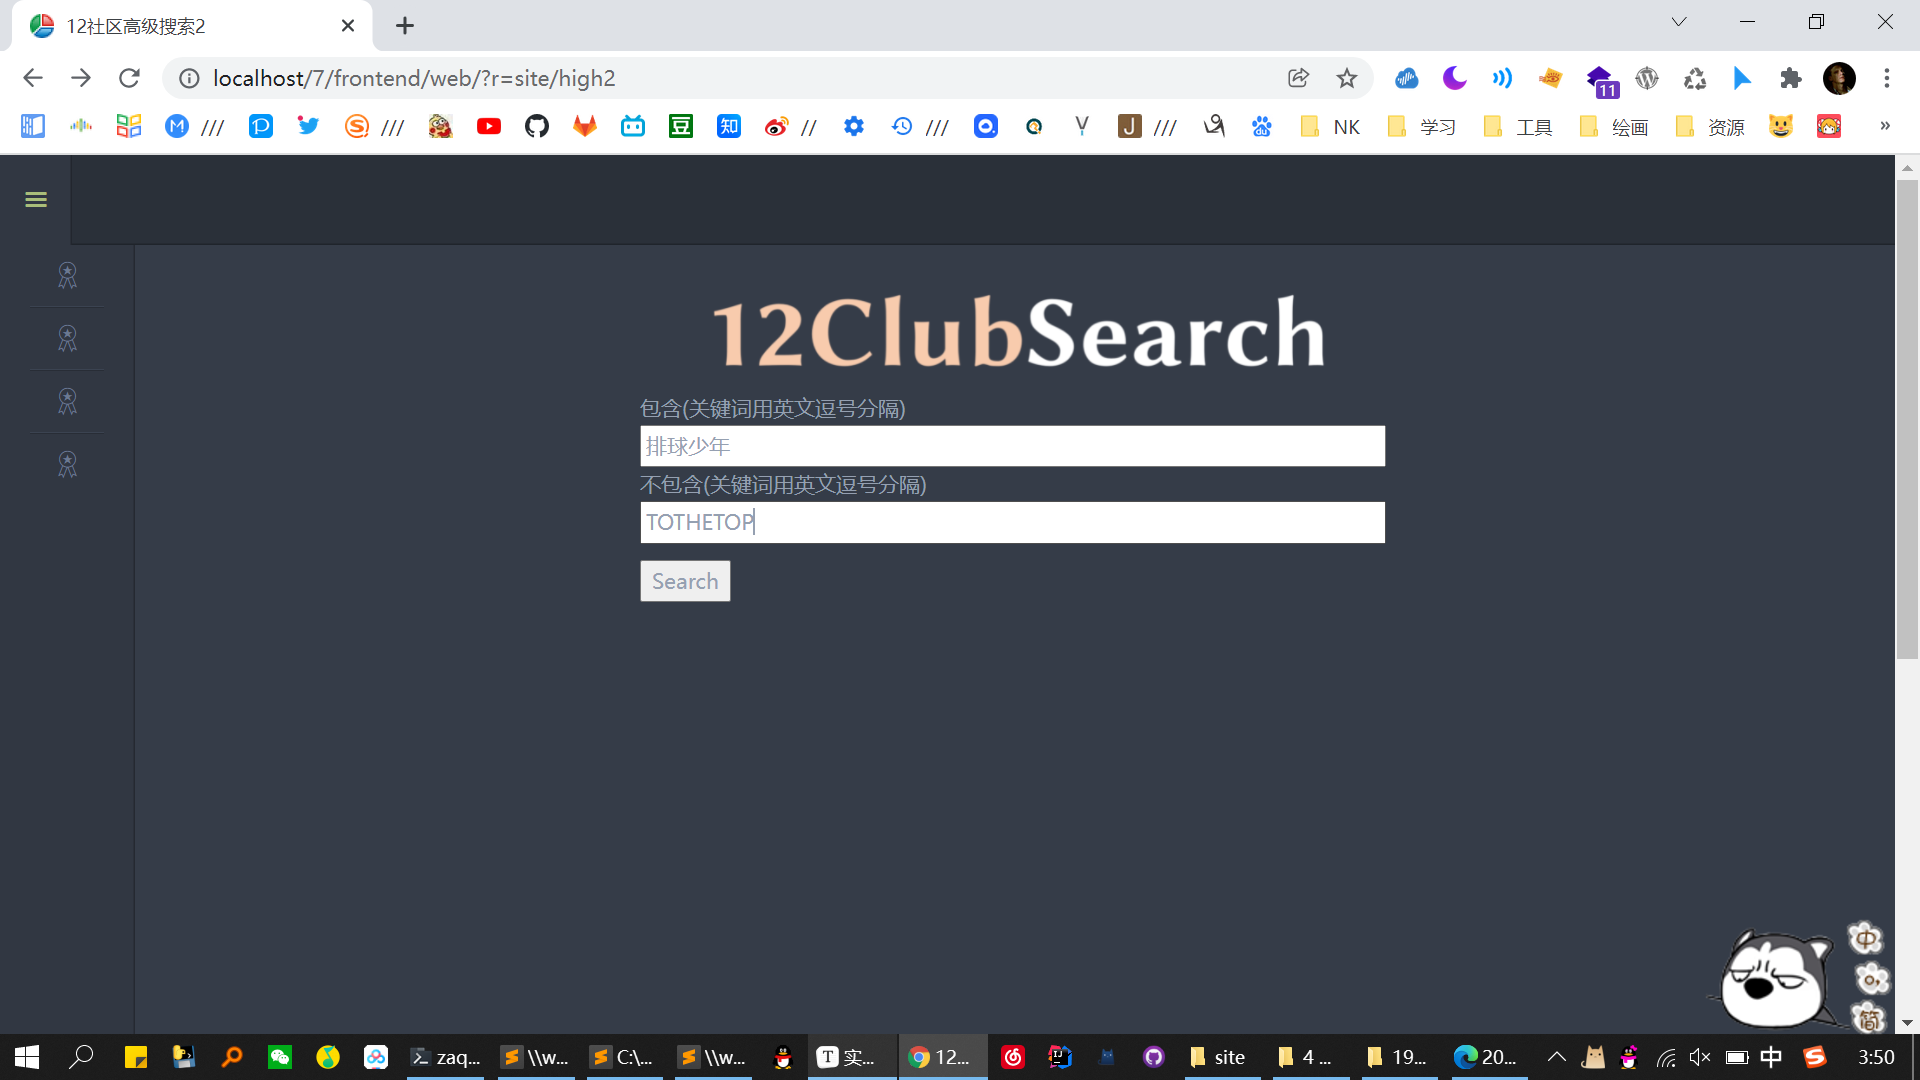 12社区高级搜索2
localhost/7/frontend/web/?r=site/high2
11
/// /// // /// /// NK 学习 工具 绘画 资源 »
12ClubSearch
包含(关键词用英文逗号分隔)
排球少年
不包含(关键词用英文逗号分隔)
TOTHETOP
Search
中
简
zaq... \\w... C:\... \\w... 实... 12... site 4 ... 19... 20... 中 3:50